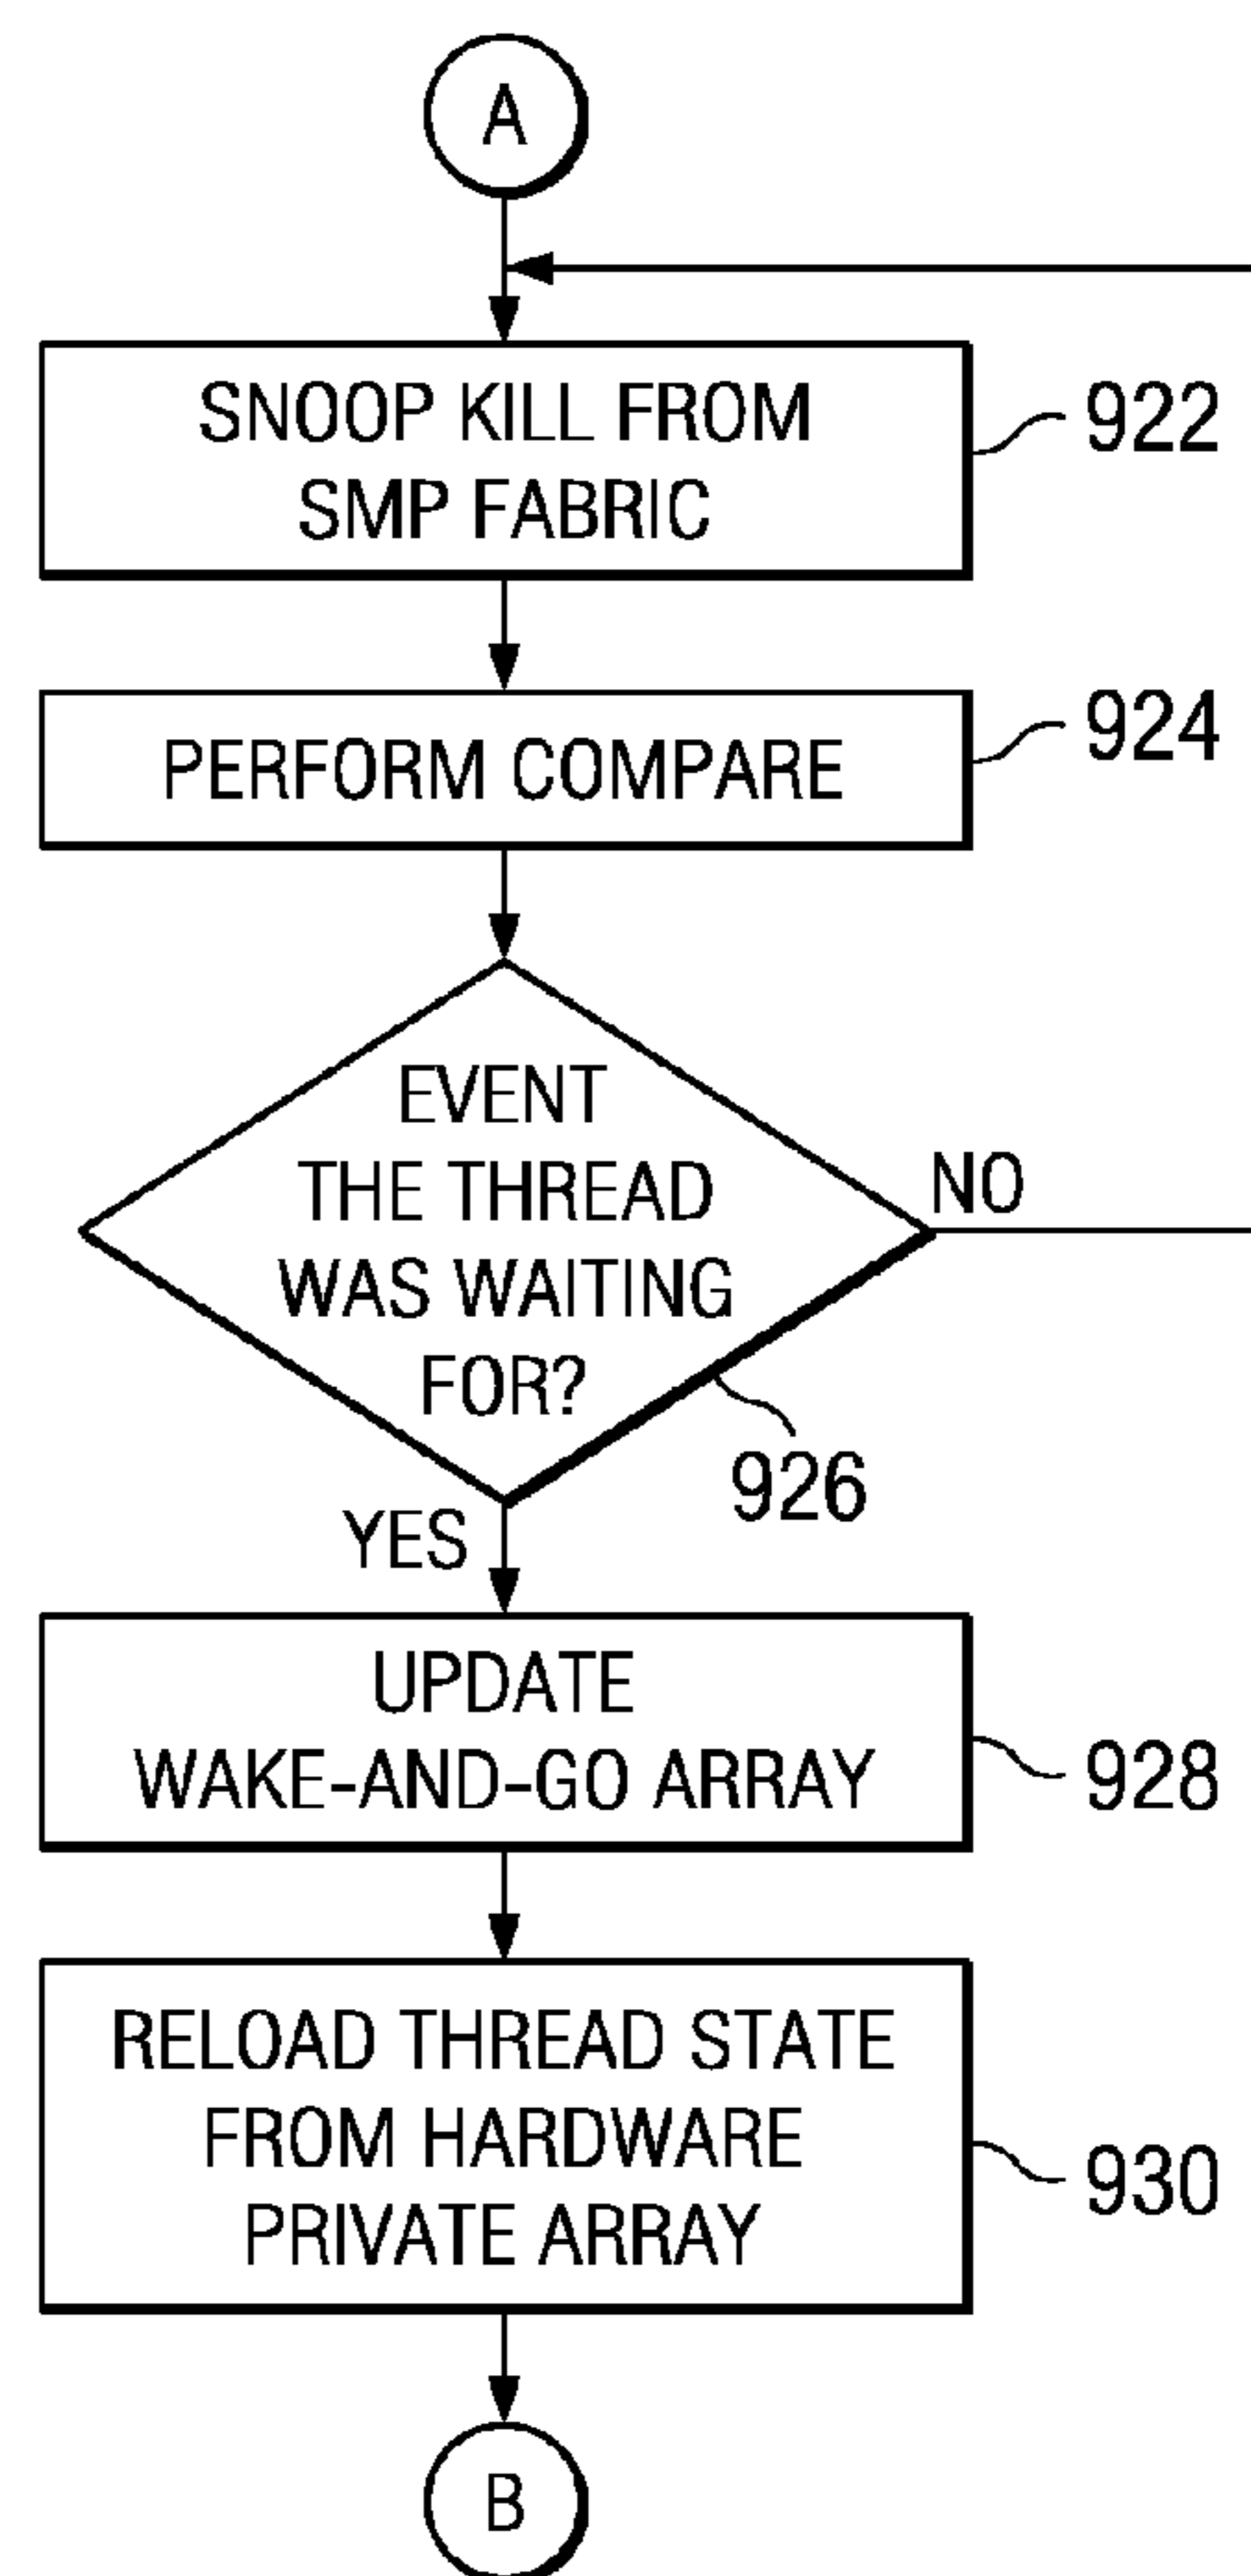 A
SNOOP KILL FROM
SMP FABRIC
922
PERFORM COMPARE
924
EVENT
THE THREAD
WAS WAITING
FOR?
NO
926
YES
UPDATE
WAKE-AND-GO ARRAY
928
RELOAD THREAD STATE
FROM HARDWARE
PRIVATE ARRAY
930
B